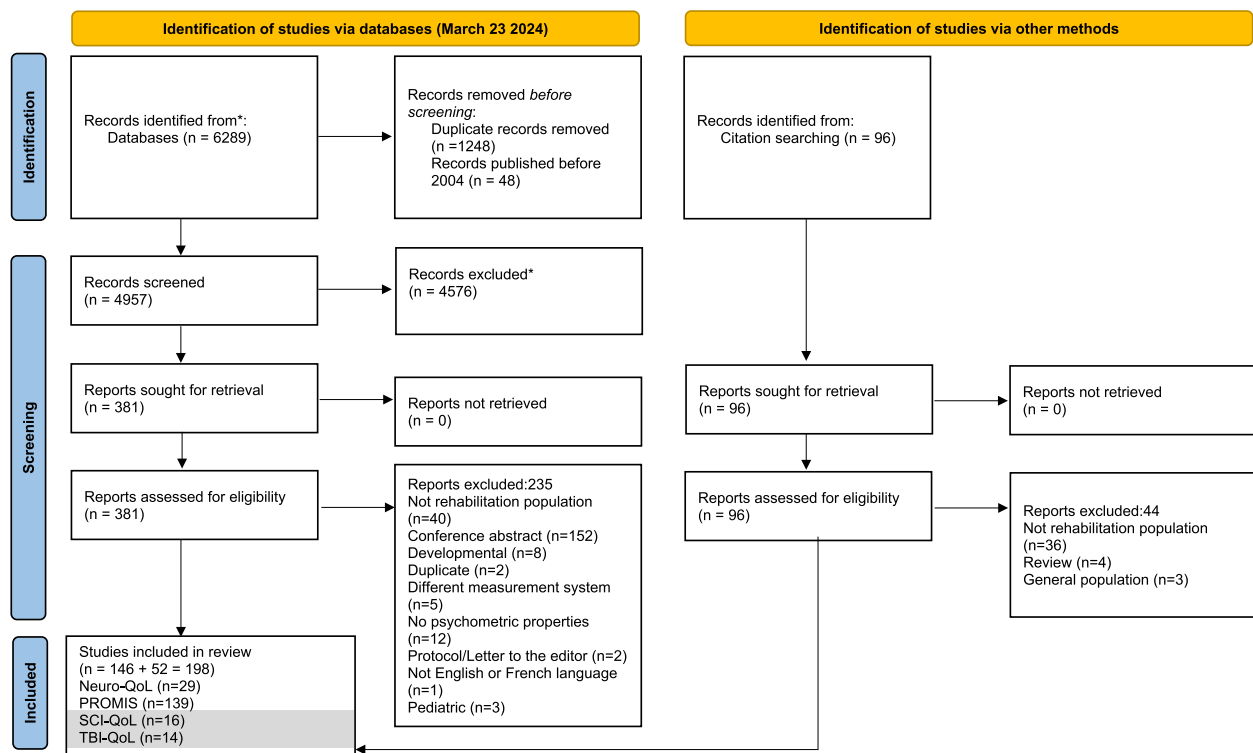 Identification of studies via databases (March 23 2024)
Identification of studies via other methods
Identification
Records identified from*:
Databases (n = 6289)
Records removed before
screening:
Duplicate records removed
(n =1248)
Records published before
2004 (n = 48)
Records identified from:
Citation searching (n = 96)
Screening
Records screened
(n = 4957)
Records excluded*
(n = 4576)
Reports sought for retrieval
(n = 381)
Reports not retrieved
(n = 0)
Reports sought for retrieval
(n = 96)
Reports not retrieved
(n = 0)
Reports assessed for eligibility
(n = 381)
Reports excluded:235
Not rehabilitation population
(n=40)
Conference abstract (n=152)
Developmental (n=8)
Duplicate (n=2)
Different measurement system
(n=5)
No psychometric properties
(n=12)
Protocol/Letter to the editor (n=2)
Not English or French language
(n=1)
Pediatric (n=3)
Reports assessed for eligibility
(n = 96)
Reports excluded:44
Not rehabilitation population
(n=36)
Review (n=4)
General population (n=3)
Included
Studies included in review
(n = 146 + 52 = 198)
Neuro-QoL (n=29)
PROMIS (n=139)
SCI-QoL (n=16)
TBI-QoL (n=14)